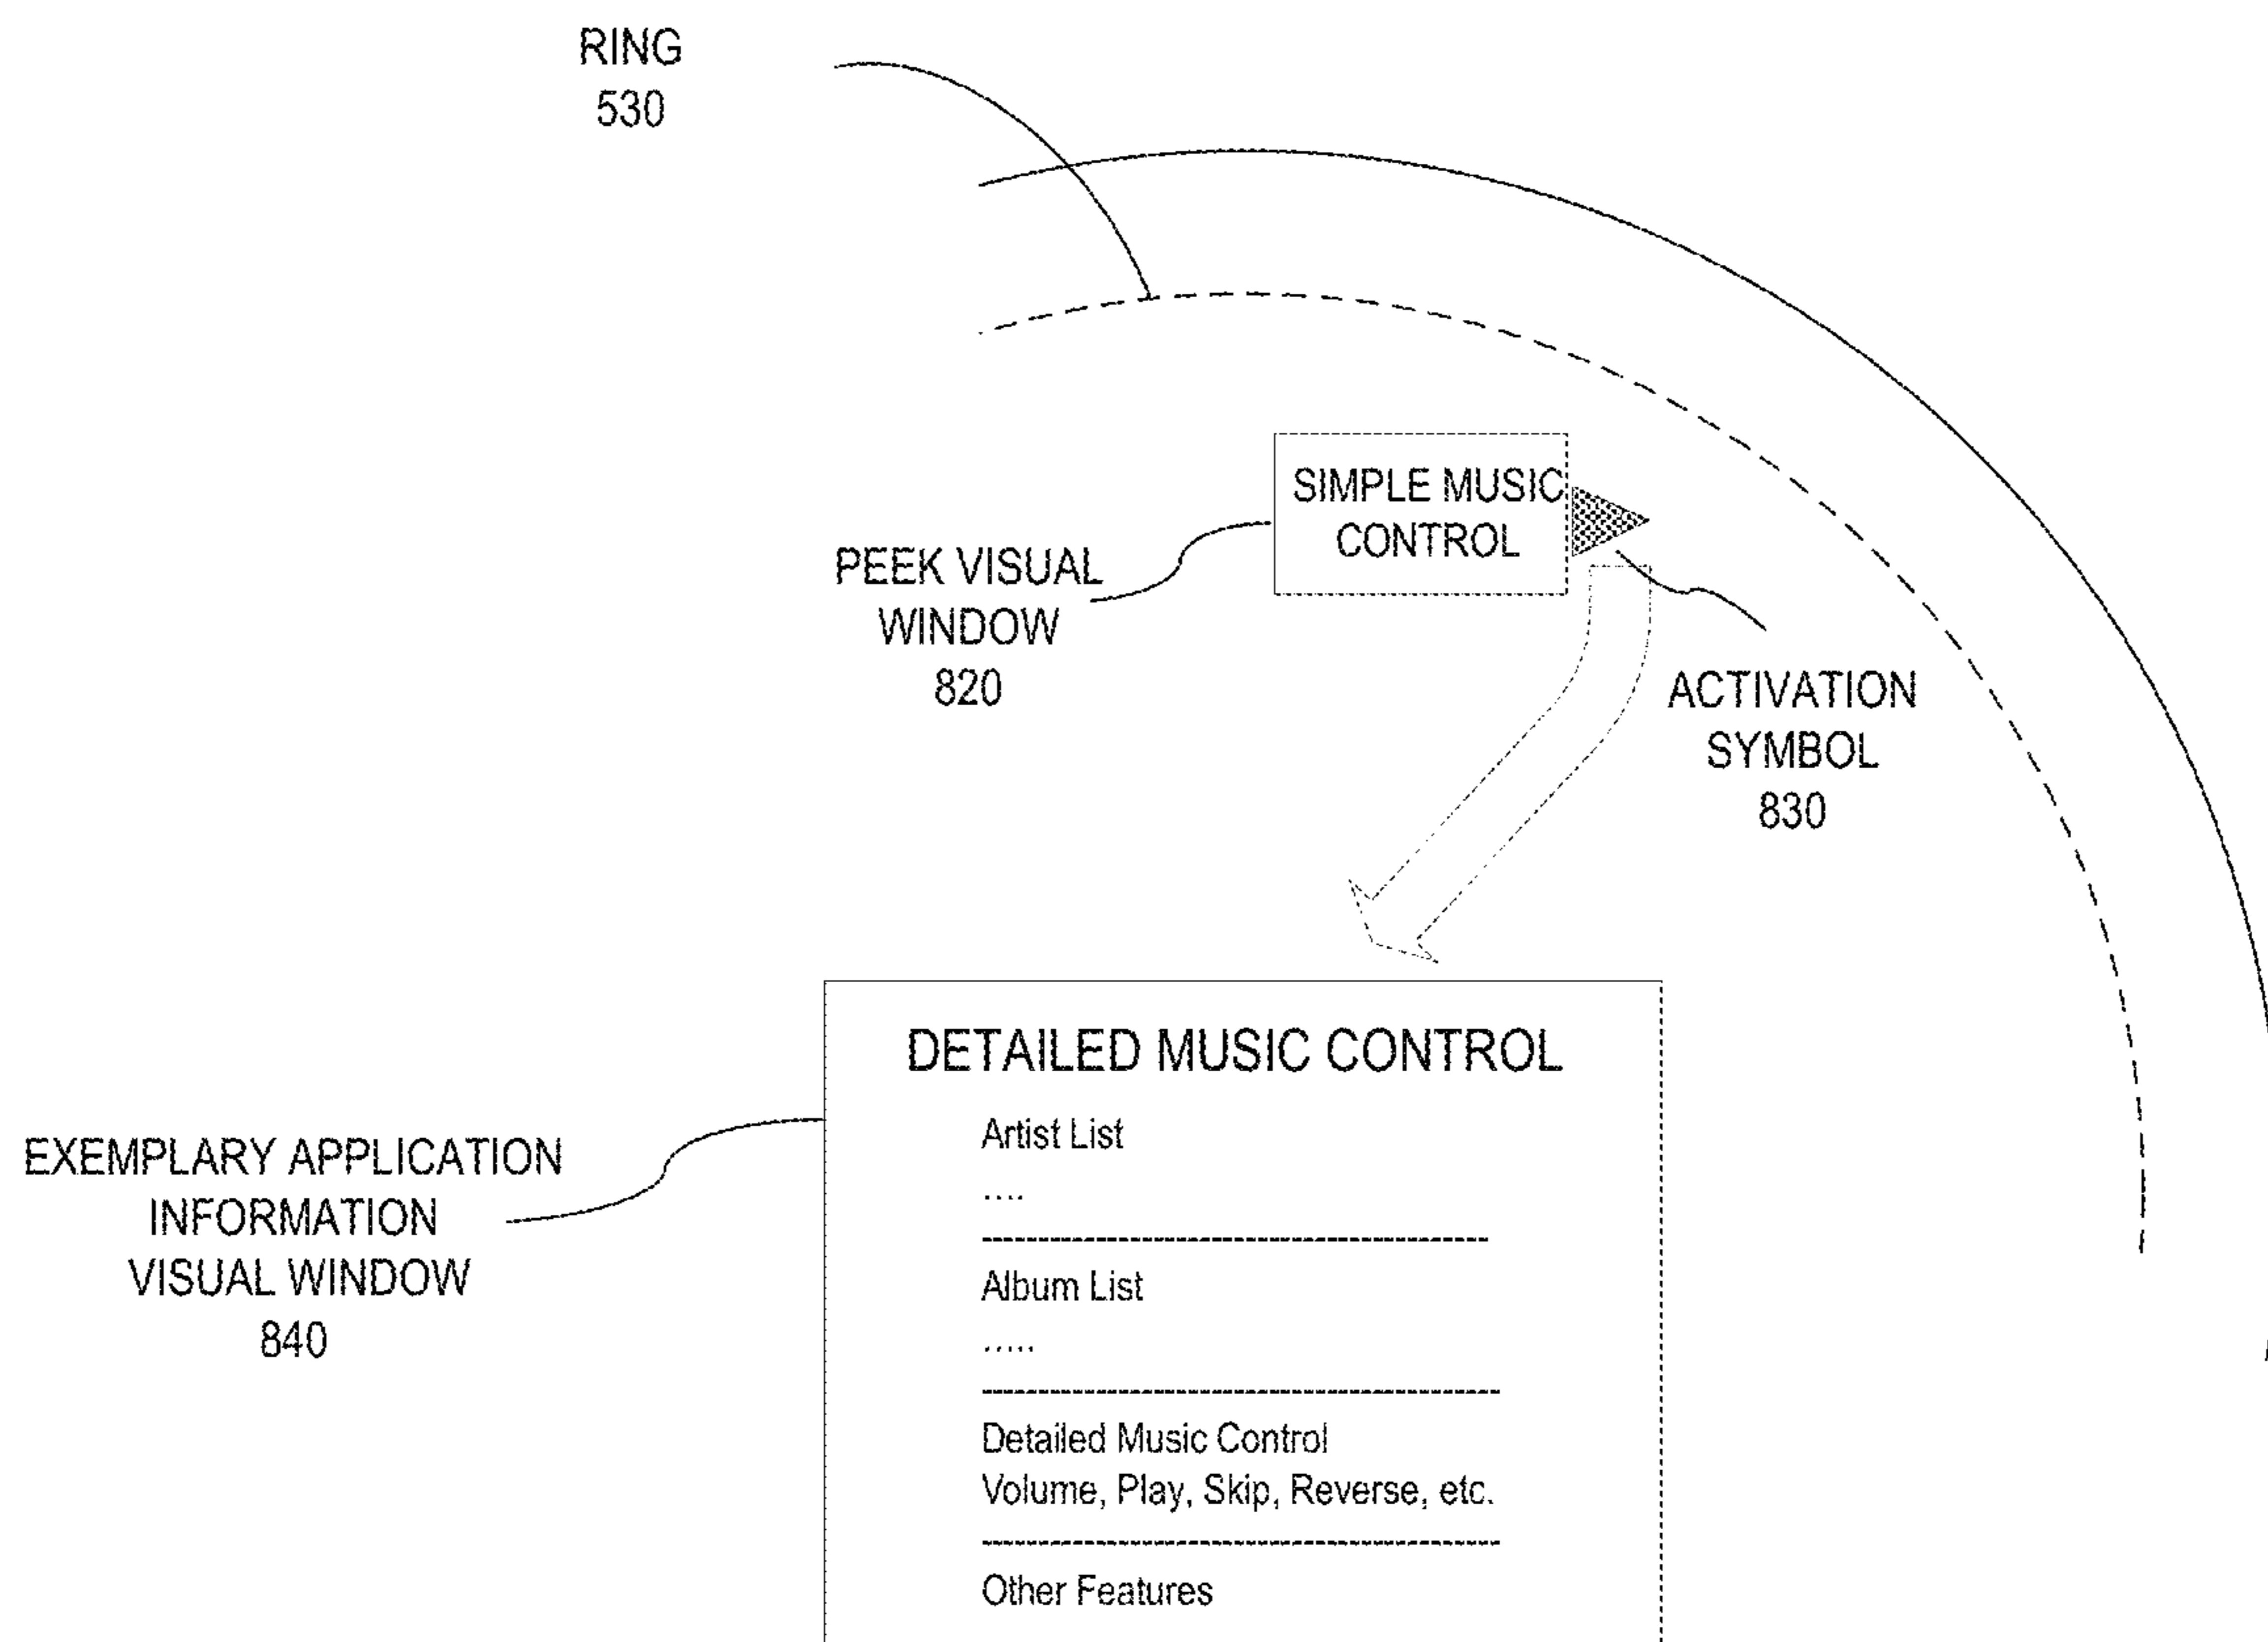 RING
530
SIMPLE MUSIC
CONTROL
PEEK VISUAL
WINDOW
820
ACTIVATION
SYMBOL
830
DETAILED MUSIC CONTROL
Artist List
....
Album List
.....
Detailed Music Control
Volume, Play, Skip, Reverse, etc.
Other Features
EXEMPLARY APPLICATION
INFORMATION
VISUAL WINDOW
840